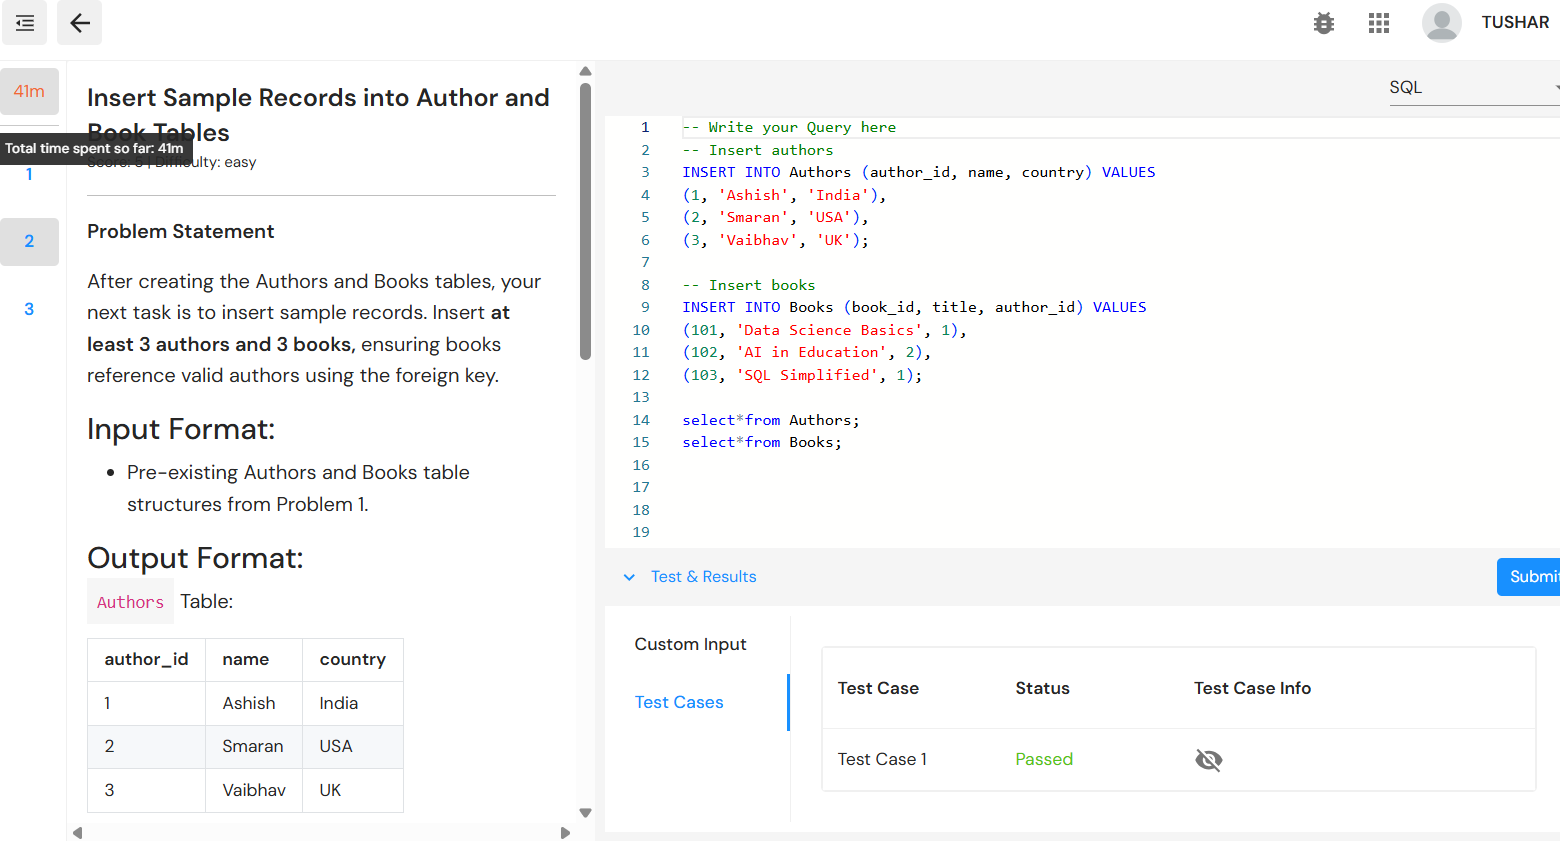 TUSHAR
41m
Insert Sample Records into Author and
Book Tables
Total time spent so far: 41m
Score: 5 | Difficulty: easy
1
2
3
Problem Statement
After creating the Authors and Books tables, your
next task is to insert sample records. Insert at
least 3 authors and 3 books, ensuring books
reference valid authors using the foreign key.
Input Format:
• Pre-existing Authors and Books table
structures from Problem 1.
Output Format:
Authors Table:
author_id name country
1 Ashish India
2 Smaran USA
3 Vaibhav UK
SQL
1 -- Write your Query here
2 -- Insert authors
3 INSERT INTO Authors (author_id, name, country) VALUES
4 (1, 'Ashish', 'India'),
5 (2, 'Smaran', 'USA'),
6 (3, 'Vaibhav', 'UK');
7
8 -- Insert books
9 INSERT INTO Books (book_id, title, author_id) VALUES
10 (101, 'Data Science Basics', 1),
11 (102, 'AI in Education', 2),
12 (103, 'SQL Simplified', 1);
13
14 select*from Authors;
15 select*from Books;
16
17
18
19
Test & Results
Submit
Custom Input
Test Cases
Test Case Status Test Case Info
Test Case 1 Passed